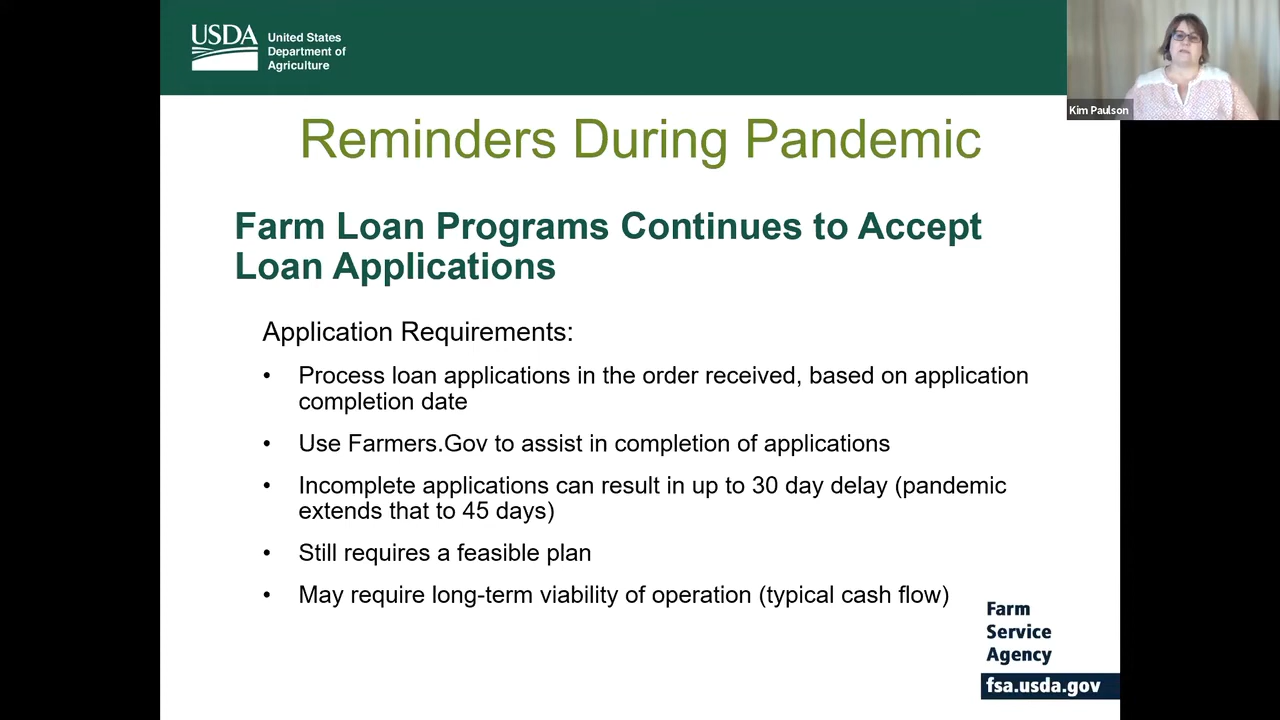 USDA
United States
Department of
Agriculture
Kim Paulson
Reminders During Pandemic
Farm Loan Programs Continues to Accept
Loan Applications
Application Requirements:
• Process loan applications in the order received, based on application
completion date
• Use Farmers.Gov to assist in completion of applications
• Incomplete applications can result in up to 30 day delay (pandemic
extends that to 45 days)
• Still requires a feasible plan
• May require long-term viability of operation (typical cash flow)
Farm
Service
Agency
fsa.usda.gov